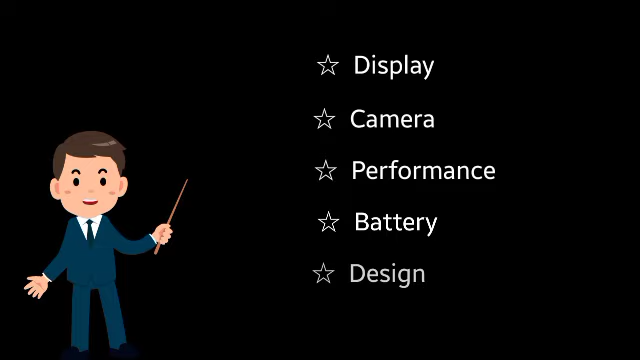 ☆ Display
☆ Camera
☆ Performance
☆ Battery
☆ Design